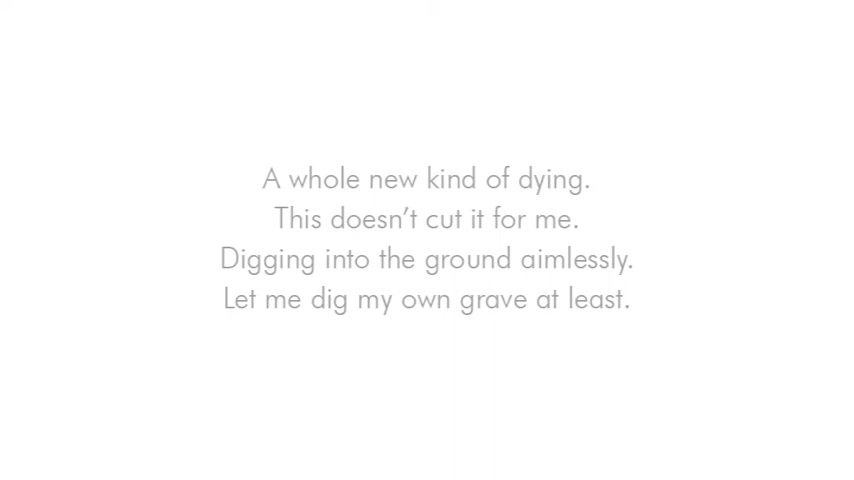 A whole new kind of dying.
This doesn’t cut it for me.
Digging into the ground aimlessly.
Let me dig my own grave at least.